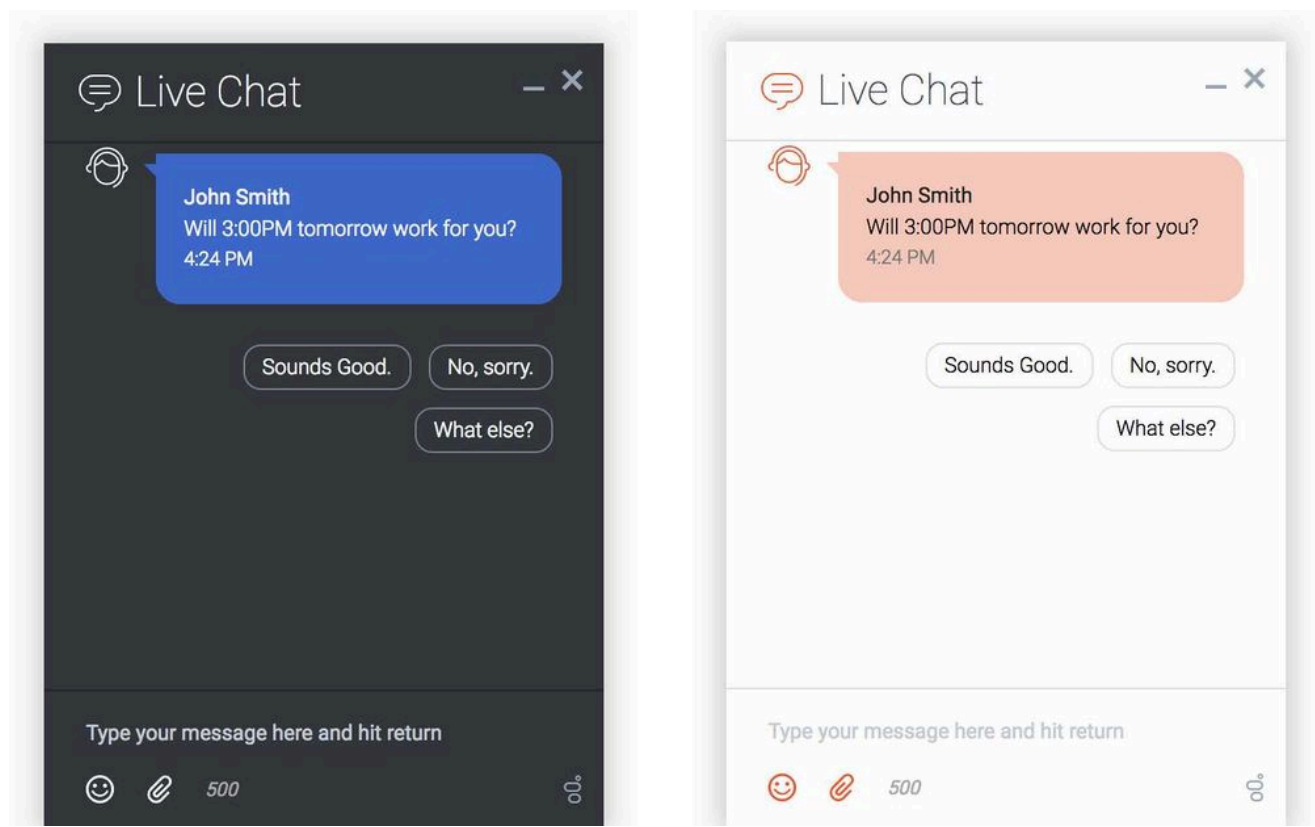 Live Chat
John Smith
Will 3:00PM tomorrow work for you?
4:24 PM
Sounds Good.
No, sorry.
What else?
Type your message here and hit return
500
Live Chat
John Smith
Will 3:00PM tomorrow work for you?
4:24 PM
Sounds Good.
No, sorry.
What else?
Type your message here and hit return
500